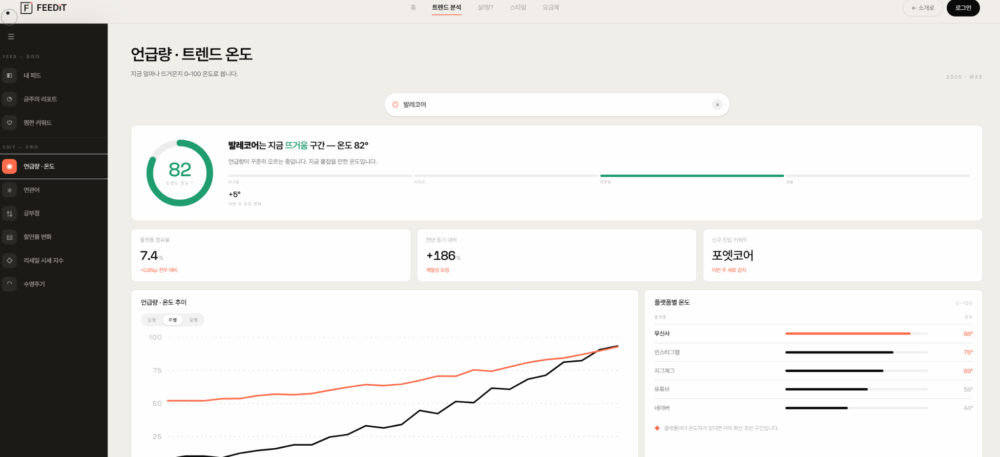 FEEDiT
홈
트렌드 분석
살!말?
스타일
요금제
← 소개로
로그인
FEED — 모으다
내 피드
금주의 리포트
찜한 키워드
EDIT — 고르다
언급량 · 온도
연관어
긍부정
할인률 변화
리세일 시세 지수
수명주기
언급량 · 트렌드 온도
지금 얼마나 뜨거운지 0–100 온도로 봅니다.
2026 · W33
발레코어
82
트렌드 온도 °
발레코어는 지금 뜨거움 구간 — 온도 82°
언급량이 꾸준히 오르는 중입니다. 지금 붙잡을 만한 온도입니다.
차가움
미지근
따뜻함
과열
+5°
이번 주 온도 변화
플랫폼 점유율
7.4%
+0.6%p 전주 대비
전년 동기 대비
+186%
계절성 보정
신규 진입 키워드
포엣코어
이번 주 새로 감지
언급량 · 온도 추이
일별
주별
월별
100
75
50
25
플랫폼별 온도
0–100
플랫폼
온도
무신사
88°
인스타그램
76°
지그재그
69°
유튜브
58°
네이버
44°
플랫폼마다 온도차가 있다면 아직 확산 초반 구간입니다.